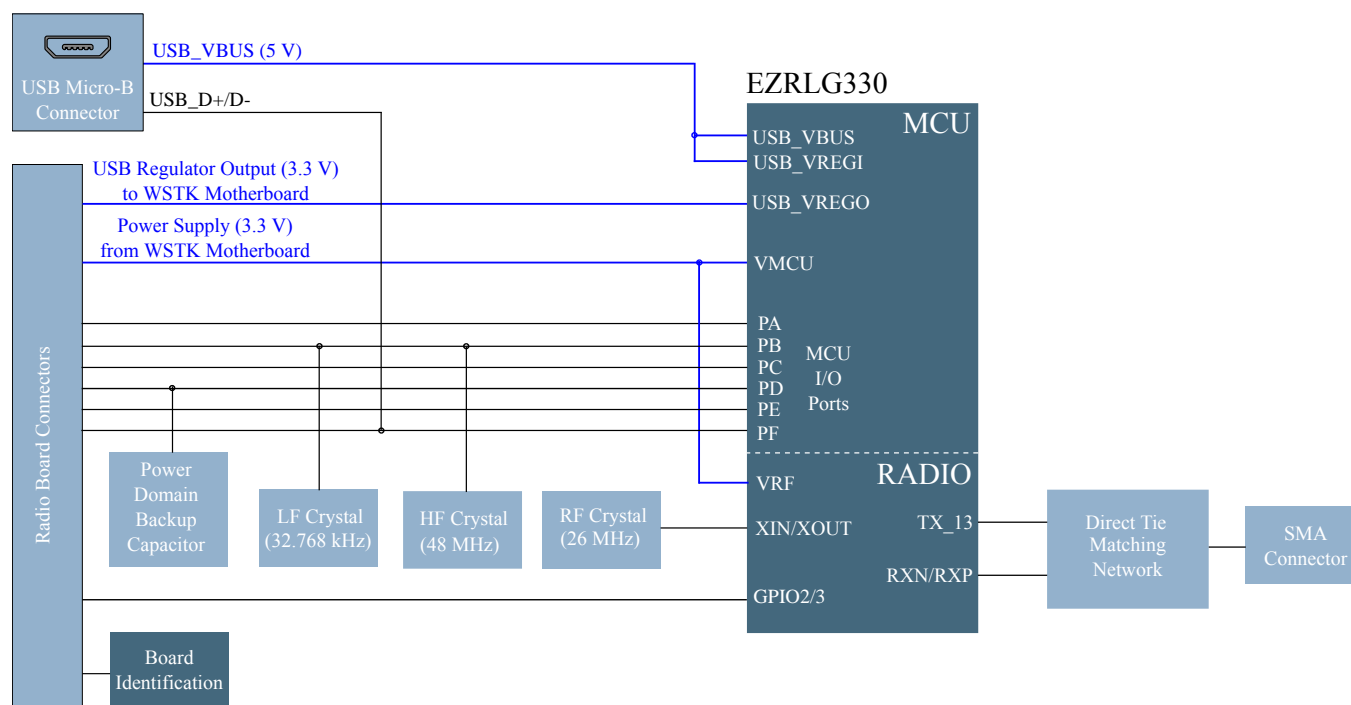 USB Micro-B
Connector
USB_VBUS (5 V)
USB_D+/D-
USB Regulator Output (3.3 V)
to WSTK Motherboard
Power Supply (3.3 V)
from WSTK Motherboard
Radio Board Connectors
EZRLG330
MCU
USB_VBUS
USB_VREGI
USB_VREGO
VMCU
PA
PB
PC
PD
PE
PF
MCU
I/O
Ports
RADIO
VRF
XIN/XOUT
GPIO2/3
TX_13
RXN/RXP
Power
Domain
Backup
Capacitor
LF Crystal
(32.768 kHz)
HF Crystal
(48 MHz)
RF Crystal
(26 MHz)
Direct Tie
Matching
Network
SMA
Connector
Board
Identification